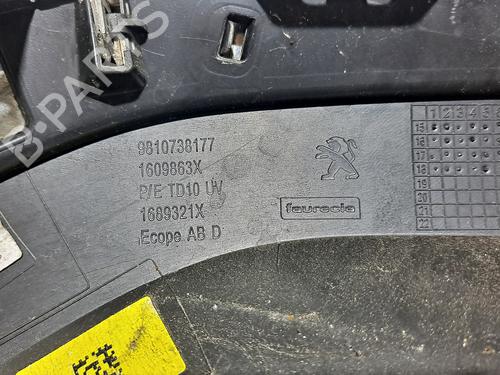 B-PARTS
9810738177
1609863X
P/E TD10 UV
1689321X
Ecope AB D
faurecia
1 2 3 4 5
15
16
17
18
19
20
21
22